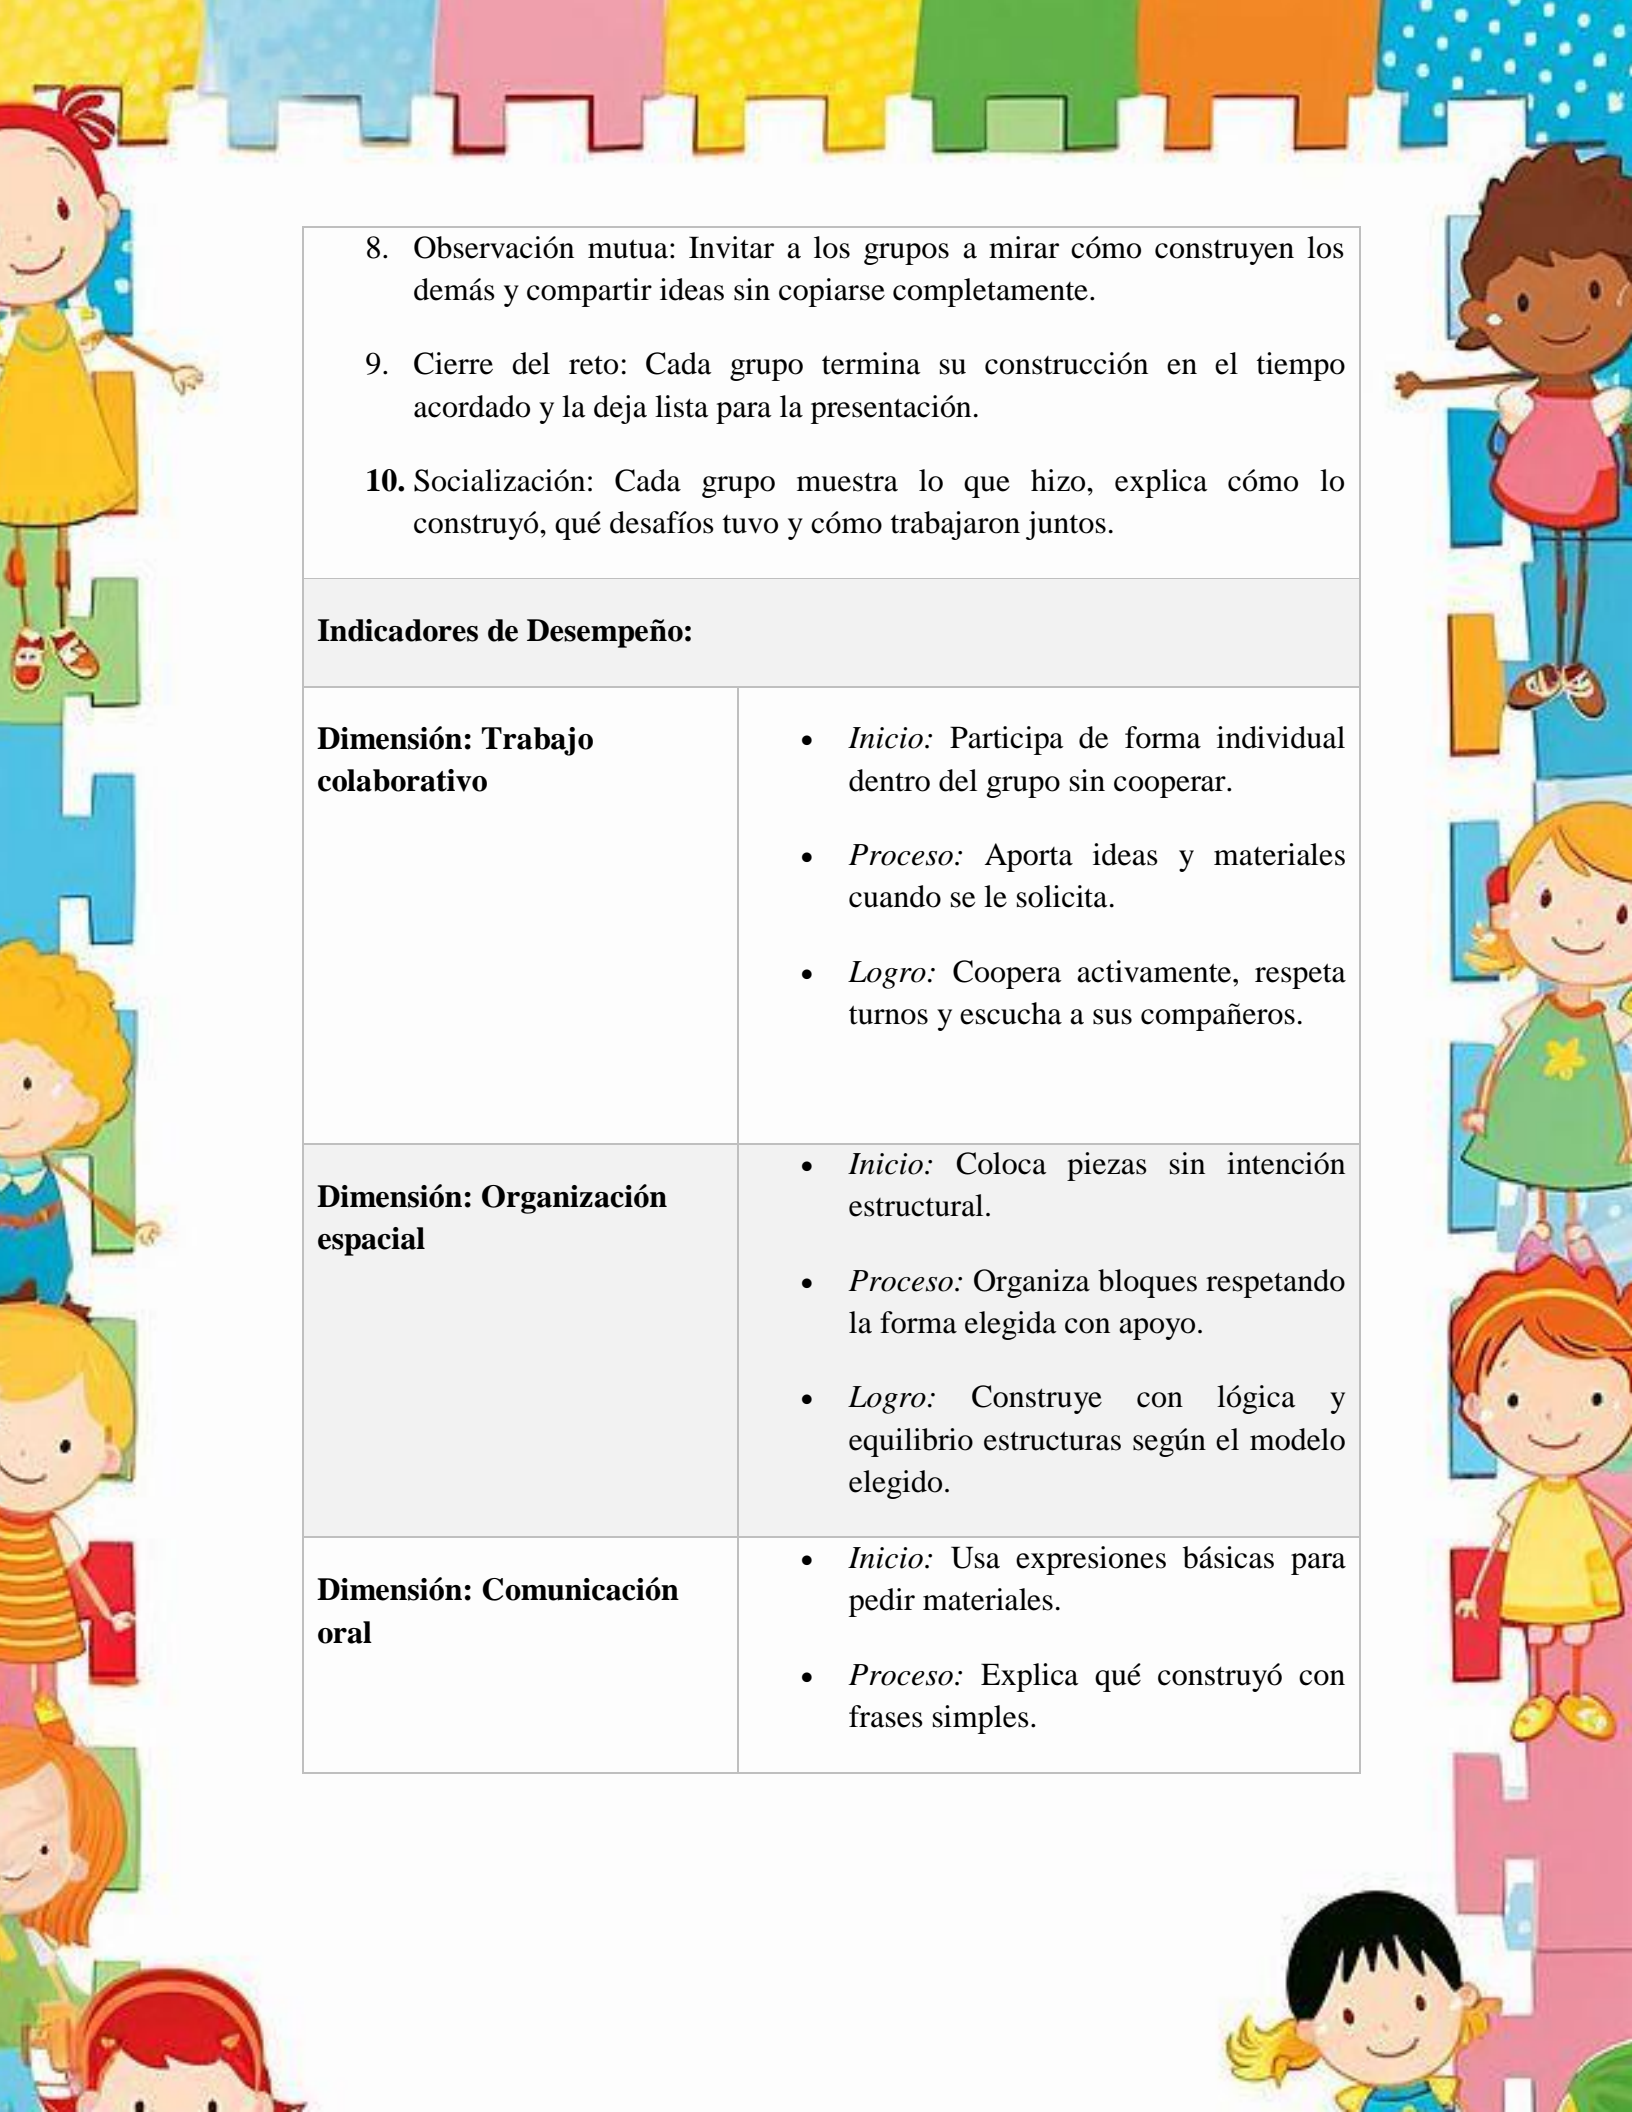 8. Observación mutua: Invitar a los grupos a mirar cómo construyen los
demás y compartir ideas sin copiarse completamente.
9. Cierre del reto: Cada grupo termina su construcción en el tiempo
acordado y la deja lista para la presentación.
10. Socialización: Cada grupo muestra lo que hizo, explica cómo lo
construyó, qué desafíos tuvo y cómo trabajaron juntos.
Indicadores de Desempeño:
Dimensión: Trabajo
colaborativo
• Inicio: Participa de forma individual
dentro del grupo sin cooperar.
• Proceso: Aporta ideas y materiales
cuando se le solicita.
• Logro: Coopera activamente, respeta
turnos y escucha a sus compañeros.
Dimensión: Organización
espacial
• Inicio: Coloca piezas sin intención
estructural.
• Proceso: Organiza bloques respetando
la forma elegida con apoyo.
• Logro: Construye con lógica y
equilibrio estructuras según el modelo
elegido.
Dimensión: Comunicación
oral
• Inicio: Usa expresiones básicas para
pedir materiales.
• Proceso: Explica qué construyó con
frases simples.